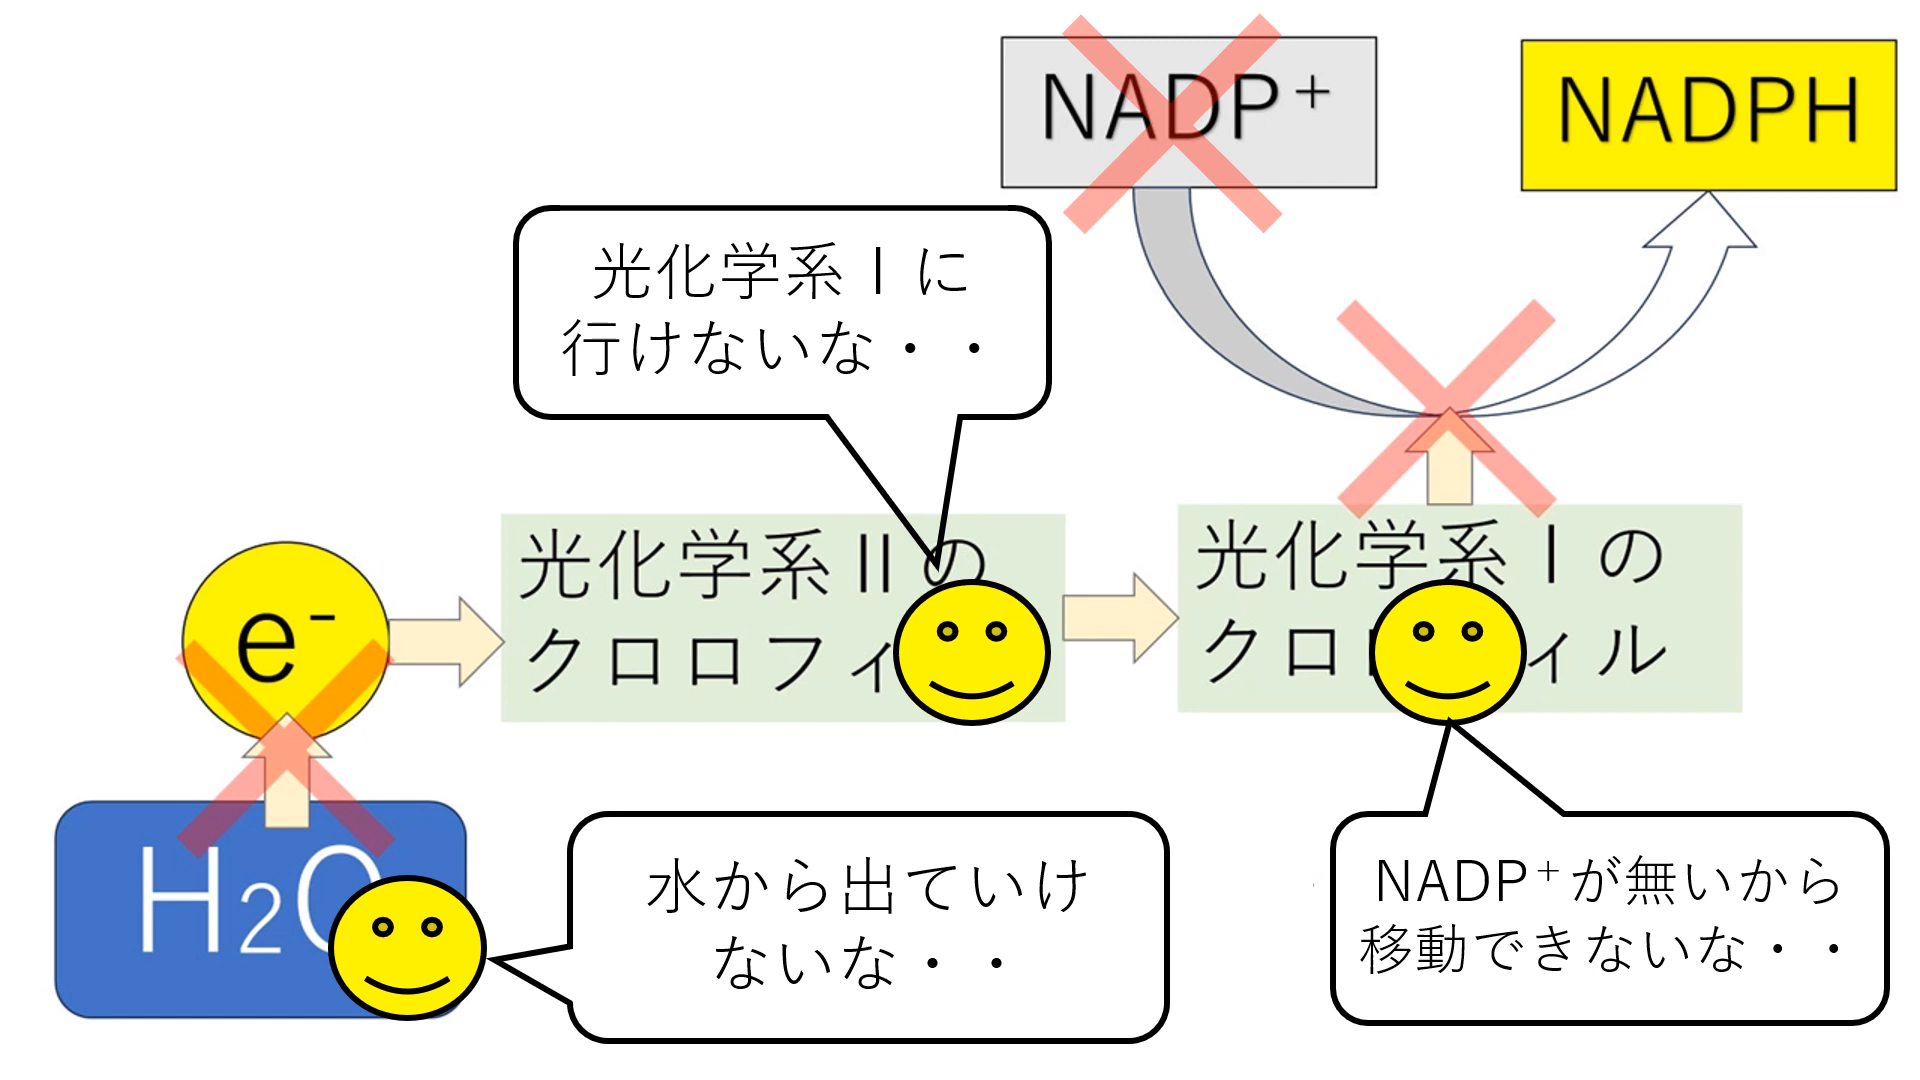 NADP⁺
NADPH
光化学系Ⅰに
行けないな・・
e⁻
光化学系Ⅱの
クロロフィ
光化学系Ⅰの
クロロフィル
H₂O
水から出ていけ
ないな・・
NADP⁺が無いから
移動できないな・・